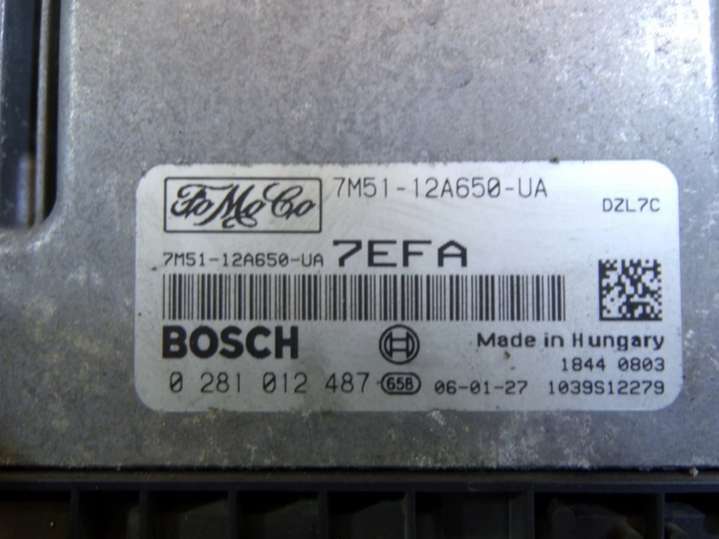 FoMoCo 7M51-12A650-UA
DZL7C
7M51-12A650-UA 7EFA
BOSCH Made in Hungary
1844 0803
0 281 012 487 658 06-01-27 1039S12279